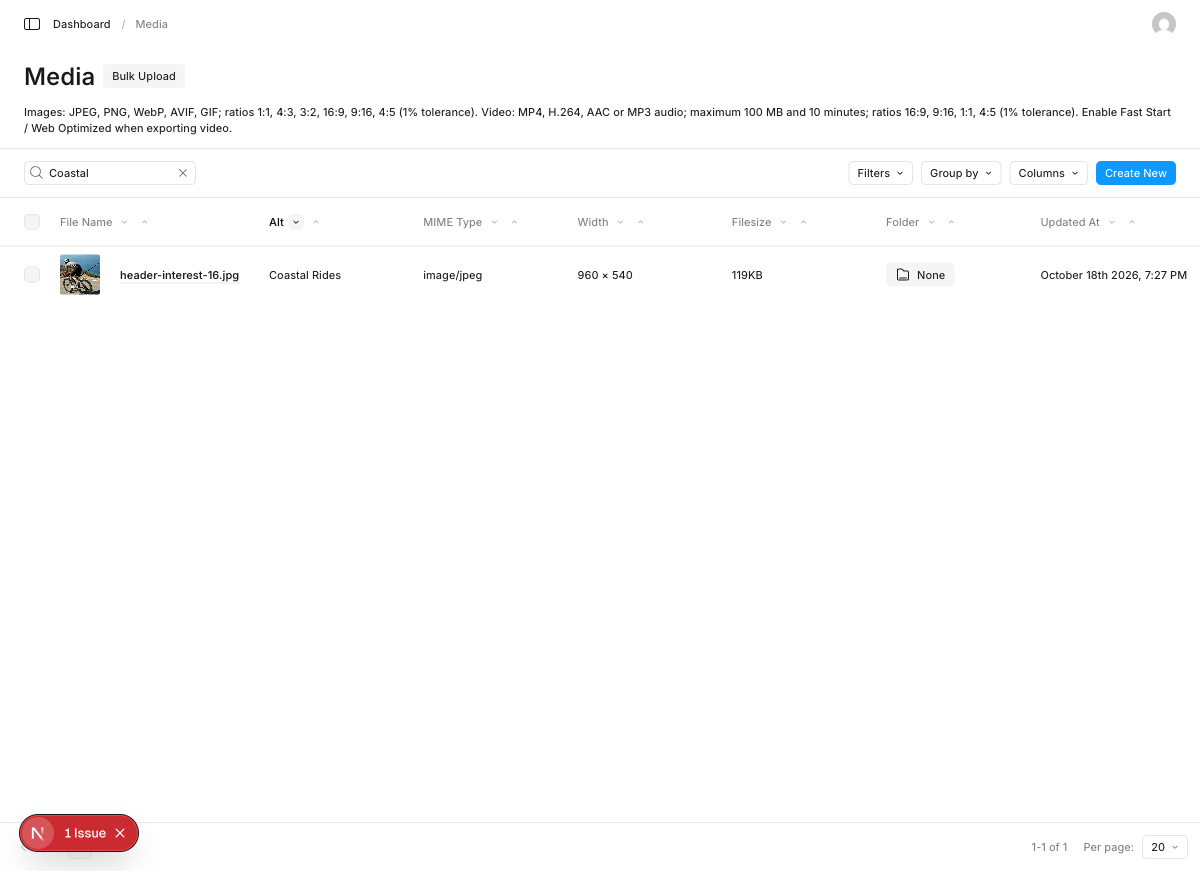 Dashboard / Media
Media
Bulk Upload
Images: JPEG, PNG, WebP, AVIF, GIF; ratios 1:1, 4:3, 3:2, 16:9, 9:16, 4:5 (1% tolerance). Video: MP4, H.264, AAC or MP3 audio; maximum 100 MB and 10 minutes; ratios 16:9, 9:16, 1:1, 4:5 (1% tolerance). Enable Fast Start
/ Web Optimized when exporting video.
Coastal
Filters
Group by
Columns
Create New
File Name
Alt
MIME Type
Width
Filesize
Folder
Updated At
header-interest-16.jpg
Coastal Rides
image/jpeg
960 × 540
119KB
None
October 18th 2026, 7:27 PM
N
1 Issue
1-1 of 1
Per page:
20